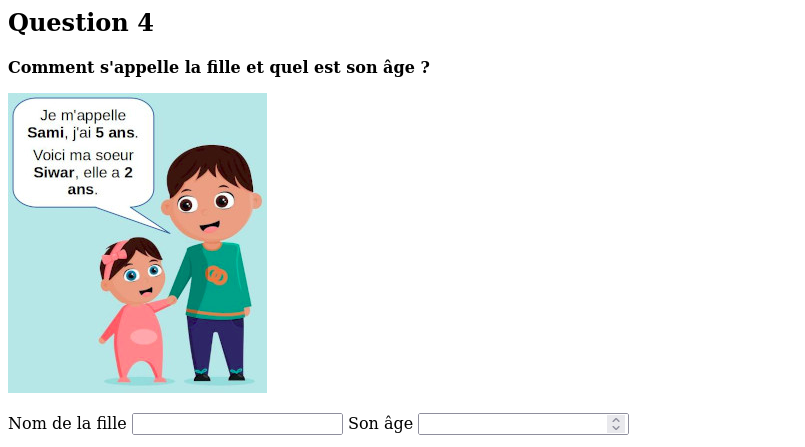 Question 4
Comment s'appelle la fille et quel est son âge ?
Je m'appelle
Sami, j'ai 5 ans.
Voici ma soeur
Siwar, elle a 2
ans.
Nom de la fille Son âge